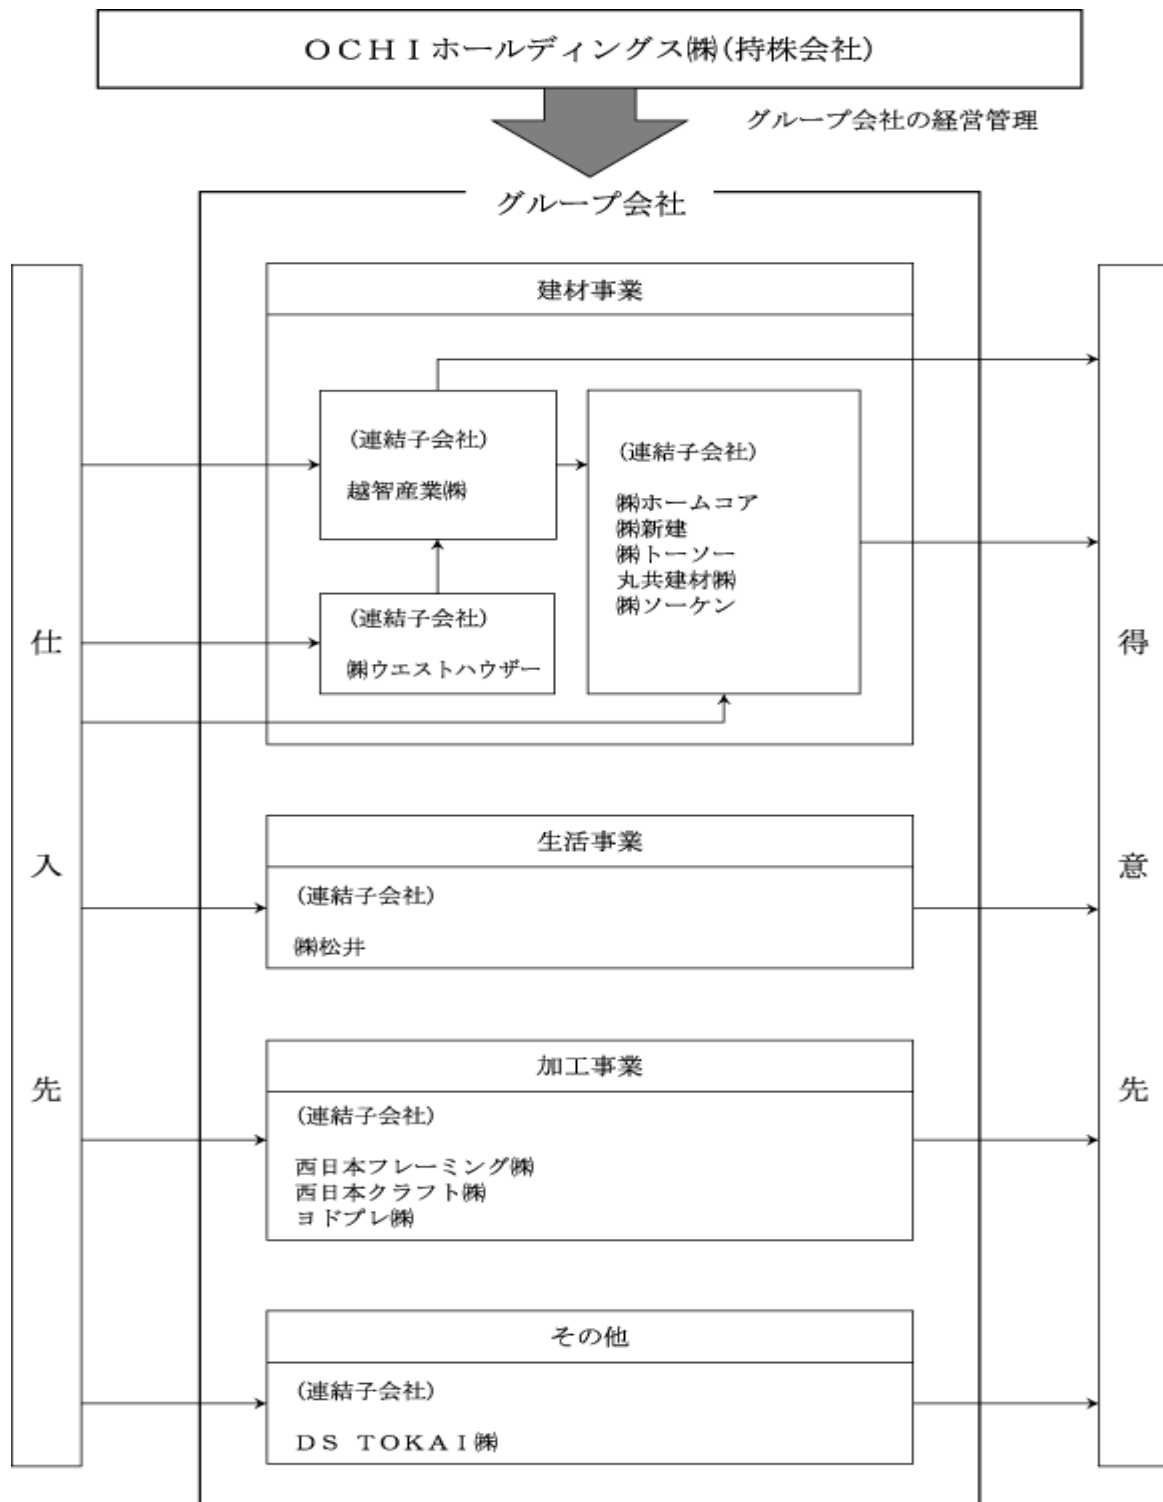 ＯＣＨＩホールディングス㈱(持株会社)
グループ会社の経営管理
グループ会社
仕入先
得意先
建材事業
(連結子会社)
越智産業㈱
(連結子会社)
㈱ウエストハウザー
(連結子会社)
㈱ホームコア
㈱新建
㈱トーソー
丸共建材㈱
㈱ソーケン
生活事業
(連結子会社)
㈱松井
加工事業
(連結子会社)
西日本フレーミング㈱
西日本クラフト㈱
ヨドプレ㈱
その他
(連結子会社)
ＤＳ ＴＯＫＡＩ㈱